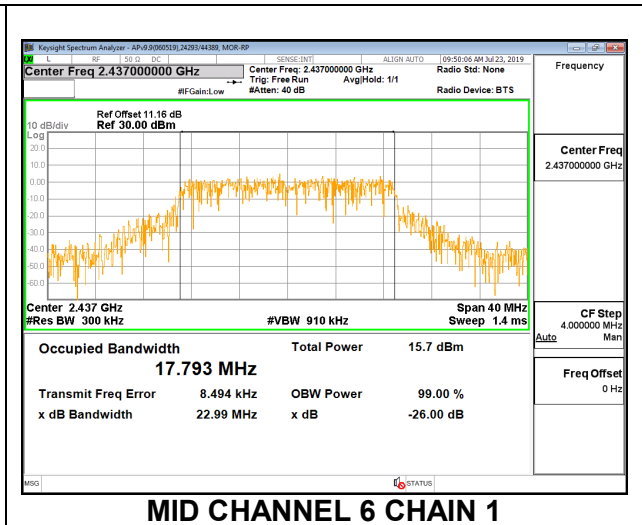 Keysight Spectrum Analyzer - APv9.9(060519),24293/44389, MOR-RP
L RF 50 Ω DC SENSE:INT ALIGN AUTO 09:50:06 AM Jul 23, 2019
Center Freq 2.437000000 GHz
Center Freq: 2.437000000 GHz Radio Std: None
Trig: Free Run Avg|Hold: 1/1
#IFGain:Low #Atten: 40 dB Radio Device: BTS
Frequency
Ref Offset 11.16 dB
10 dB/div Ref 30.00 dBm
Log
20.0
10.0
0.00
-10.0
-20.0
-30.0
-40.0
-50.0
-60.0
Center Freq
2.437000000 GHz
Center 2.437 GHz Span 40 MHz
#Res BW 300 kHz #VBW 910 kHz Sweep 1.4 ms
CF Step
4.000000 MHz
Auto Man
Occupied Bandwidth Total Power 15.7 dBm
17.793 MHz
Freq Offset
0 Hz
Transmit Freq Error 8.494 kHz OBW Power 99.00 %
x dB Bandwidth 22.99 MHz x dB -26.00 dB
MSG STATUS
MID CHANNEL 6 CHAIN 1